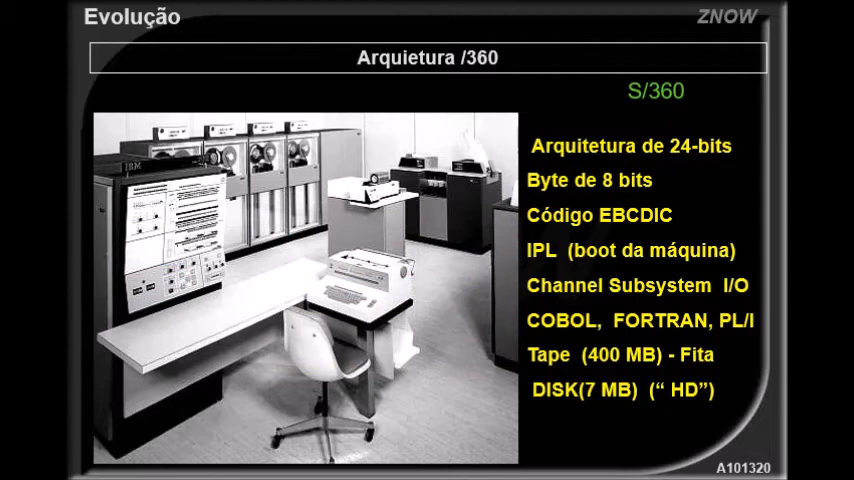 Evolução
ZNOW
Arquietura /360
S/360
IBM
Arquitetura de 24-bits
Byte de 8 bits
Código EBCDIC
IPL (boot da máquina)
Channel Subsystem I/O
COBOL, FORTRAN, PL/I
Tape (400 MB) - Fita
DISK(7 MB) (“ HD”)
A101320